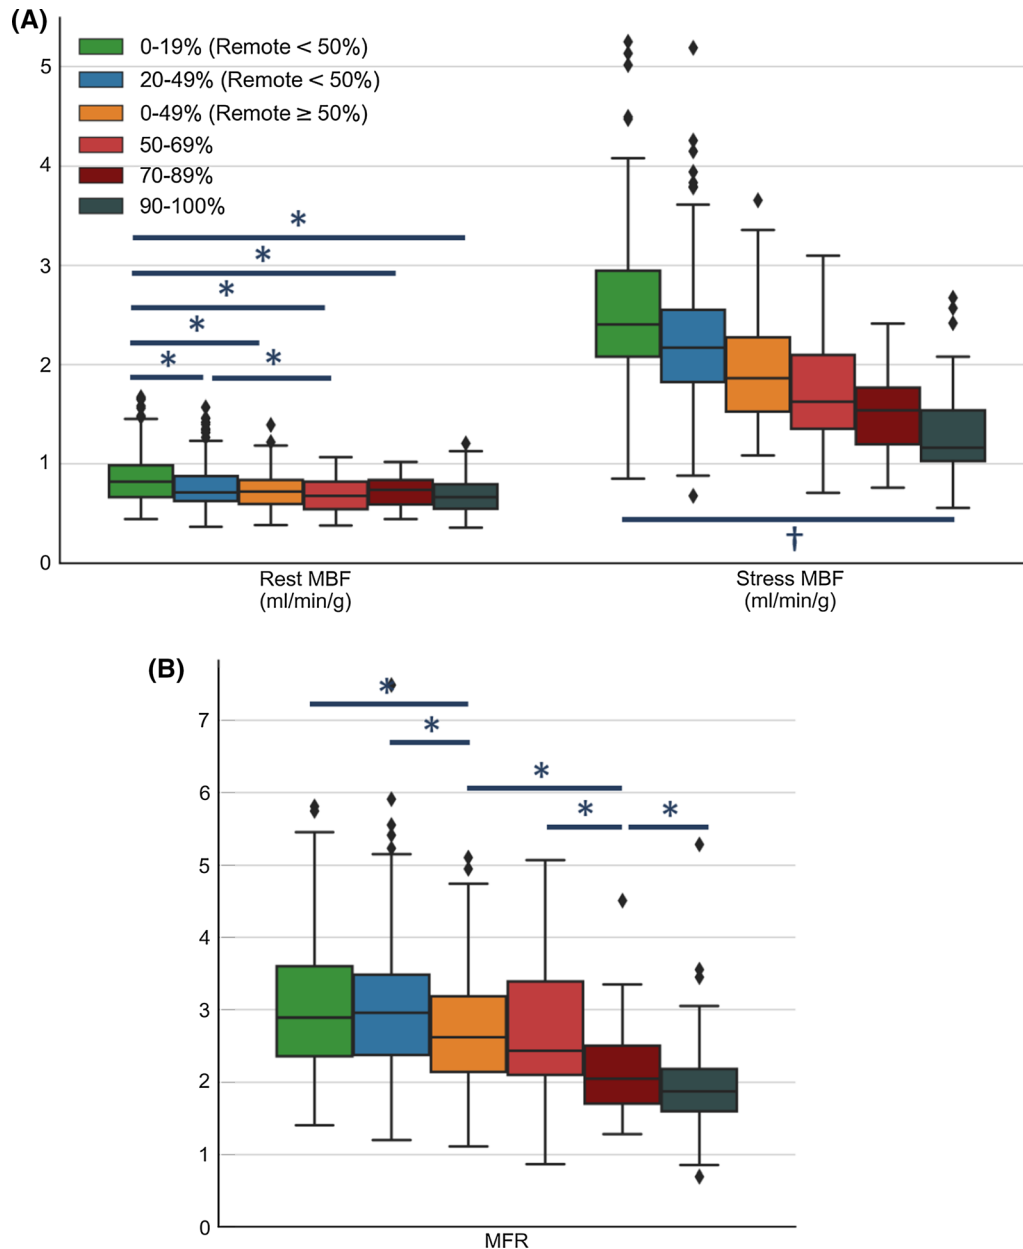 (A)
0-19% (Remote < 50%)
20-49% (Remote < 50%)
0-49% (Remote ≥ 50%)
50-69%
70-89%
90-100%
5
4
3
2
1
0
*
*
*
*
* *
†
Rest MBF
(ml/min/g)
Stress MBF
(ml/min/g)
(B)
7
6
5
4
3
2
1
0
*
*
*
* *
MFR